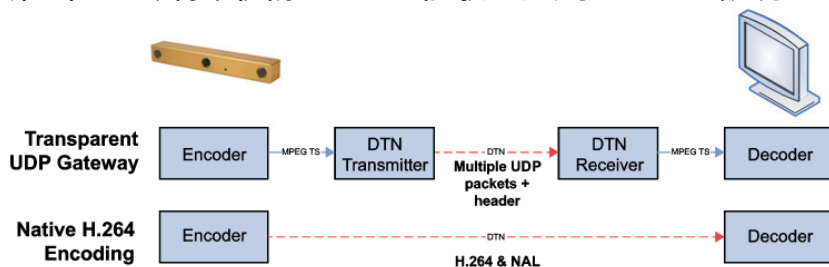 Transparent
UDP Gateway
Encoder
MPEG TS
DTN
Transmitter
DTN
Multiple UDP
packets +
header
DTN
Receiver
MPEG TS
Decoder
Native H.264
Encoding
Encoder
DTN
H.264 & NAL
Decoder